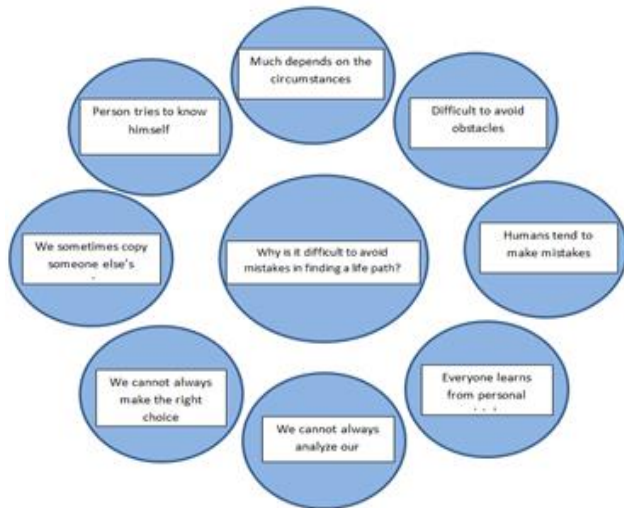 Much depends on the
circumstances
Person tries to know
himself
Difficult to avoid
obstacles
We sometimes copy
someone else's
Why is it difficult to avoid
mistakes in finding a life path?
Humans tend to
make mistakes
We cannot always
make the right
choice
Everyone learns
from personal
We cannot always
analyze our